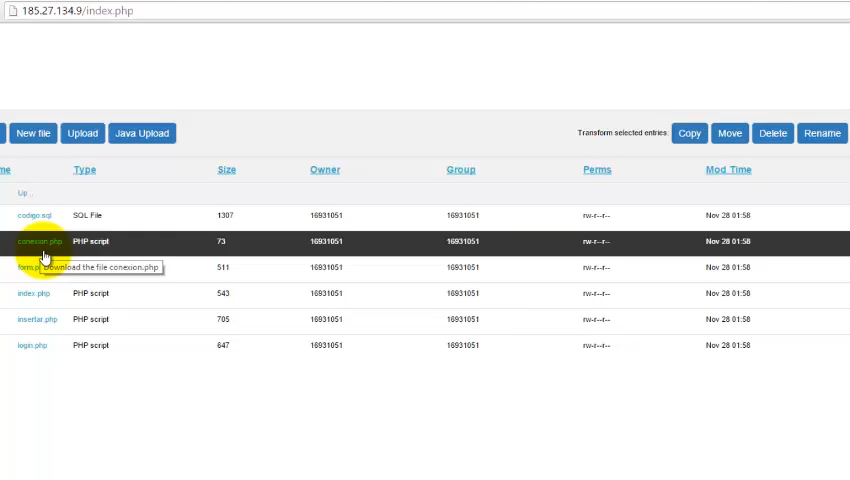 185.27.134.9/index.php
New file Upload Java Upload Transform selected entries: Copy Move Delete Rename
me Type Size Owner Group Perms Mod Time
Up ..
codigo.sql SQL File 1307 16931051 16931051 rw-r--r-- Nov 28 01:58
conexion.php PHP script 73 16931051 16931051 rw-r--r-- Nov 28 01:58
form.p Download the file conexion.php 511 16931051 16931051 rw-r--r-- Nov 28 01:58
index.php PHP script 543 16931051 16931051 rw-r--r-- Nov 28 01:58
insertar.php PHP script 705 16931051 16931051 rw-r--r-- Nov 28 01:58
login.php PHP script 647 16931051 16931051 rw-r--r-- Nov 28 01:58